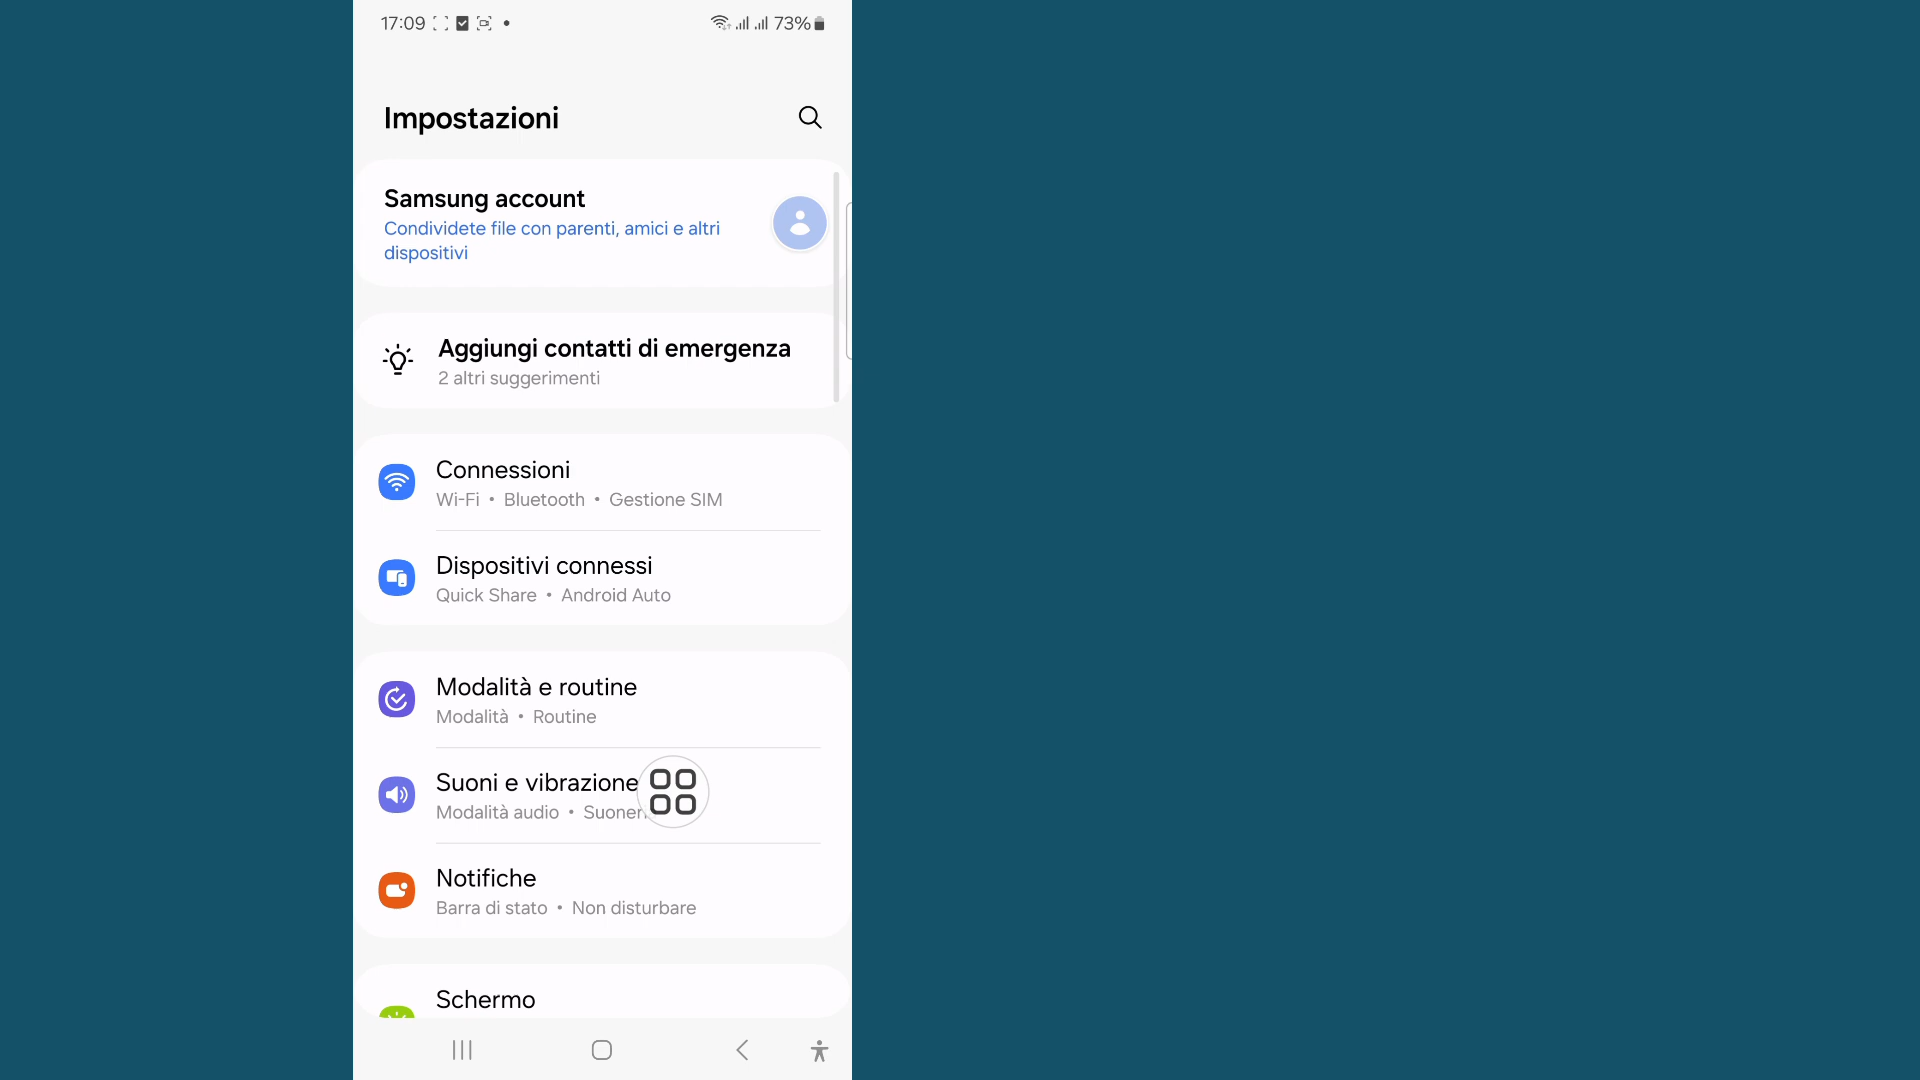 17:09
73%
Impostazioni
Samsung account
Condividete file con parenti, amici e altri
dispositivi
Aggiungi contatti di emergenza
2 altri suggerimenti
Connessioni
Wi-Fi • Bluetooth • Gestione SIM
Dispositivi connessi
Quick Share • Android Auto
Modalità e routine
Modalità • Routine
Suoni e vibrazione
Modalità audio •
Notifiche
Barra di stato • Non disturbare
Schermo